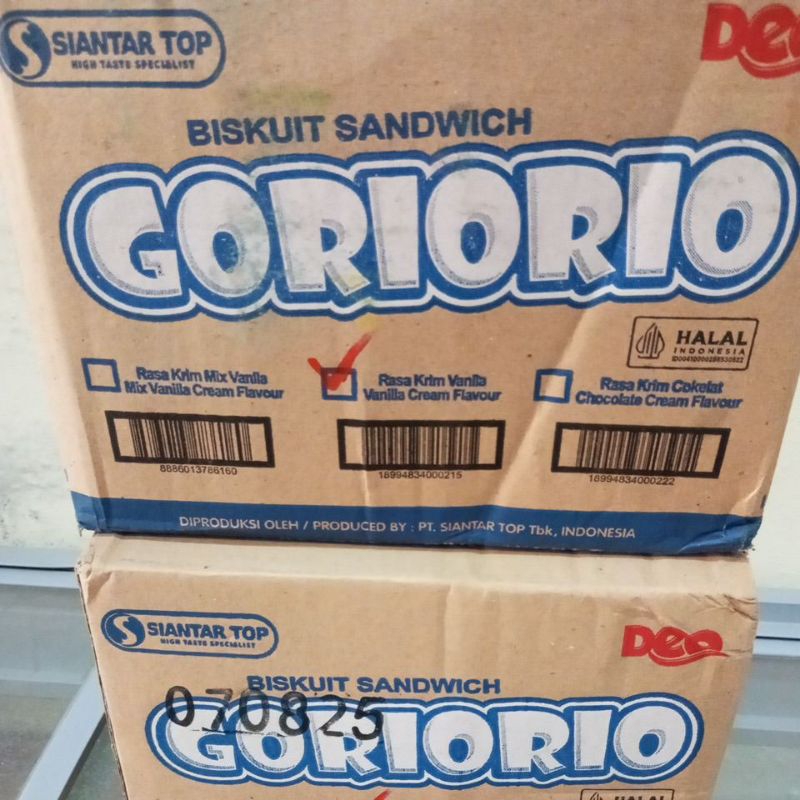 SIANTAR TOP
HIGH TASTE SPECIALIST
Deo
BISKUIT SANDWICH
GORIORIO
HALAL
INDONESIA
Rasa Krim Mix Vanila
Mix Vanilla Cream Flavour
Rasa Krim Vanila
Vanilla Cream Flavour
Rasa Krim Cokelat
Chocolate Cream Flavour
8886013786160
18994834000215
18994834000222
DIPRODUKSI OLEH / PRODUCED BY : PT. SIANTAR TOP Tbk, INDONESIA
SIANTAR TOP
HIGH TASTE SPECIALIST
Deo
BISKUIT SANDWICH
070825
GORIORIO
HALAL